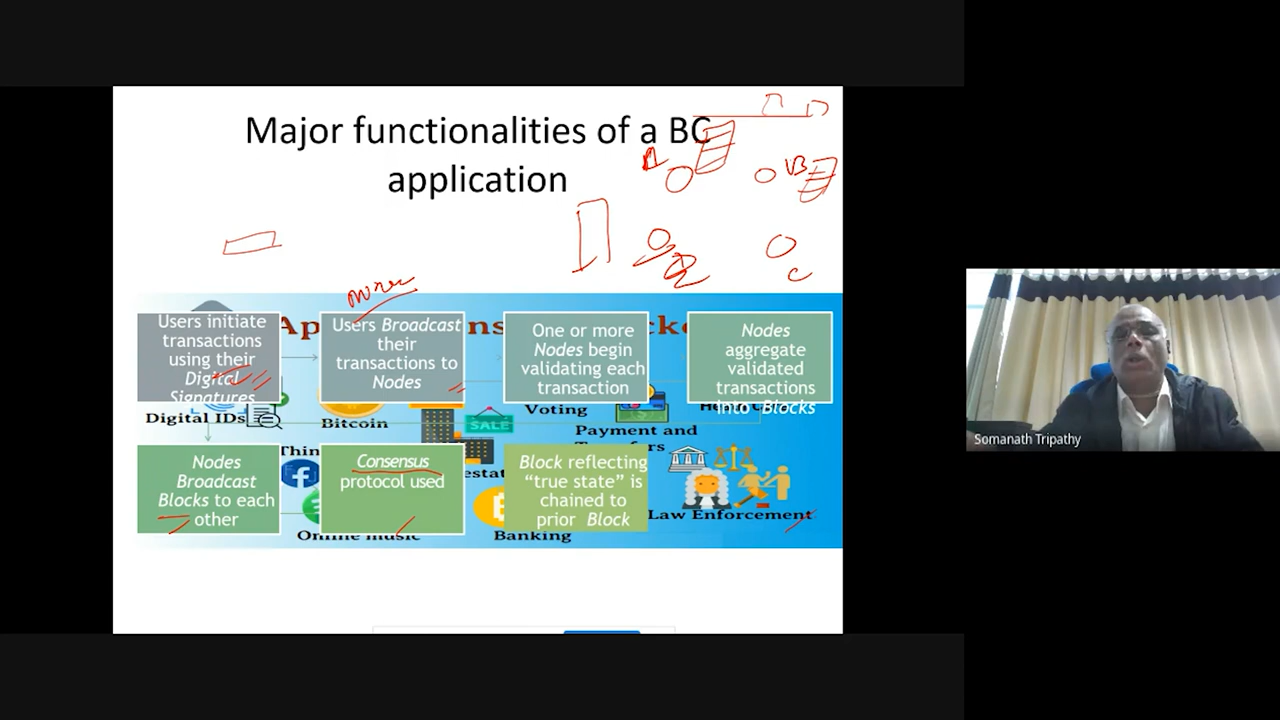 Major functionalities of a BC
application
A
B
C
miner
Users initiate
transactions
using their
Digital
Signatures
Users Broadcast
their
transactions to
Nodes
One or more
Nodes begin
validating each
transaction
Nodes
aggregate
validated
transactions
into Blocks
Digital IDs
Bitcoin
SALE
Voting
Payment and
Nodes
Broadcast
Blocks to each
other
Consensus
protocol used
Block reflecting
“true state” is
chained to
prior Block
Law Enforcement
Online music
Banking
Somanath Tripathy